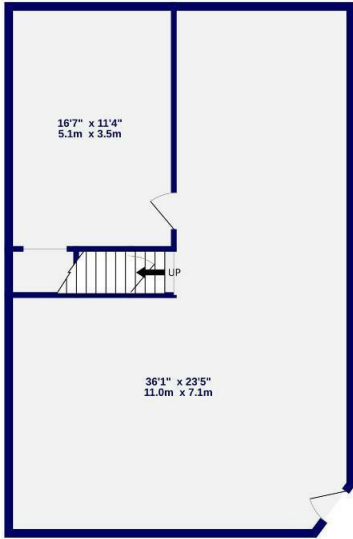 16'7" x 11'4"
5.1m x 3.5m
UP
36'1" x 23'5"
11.0m x 7.1m